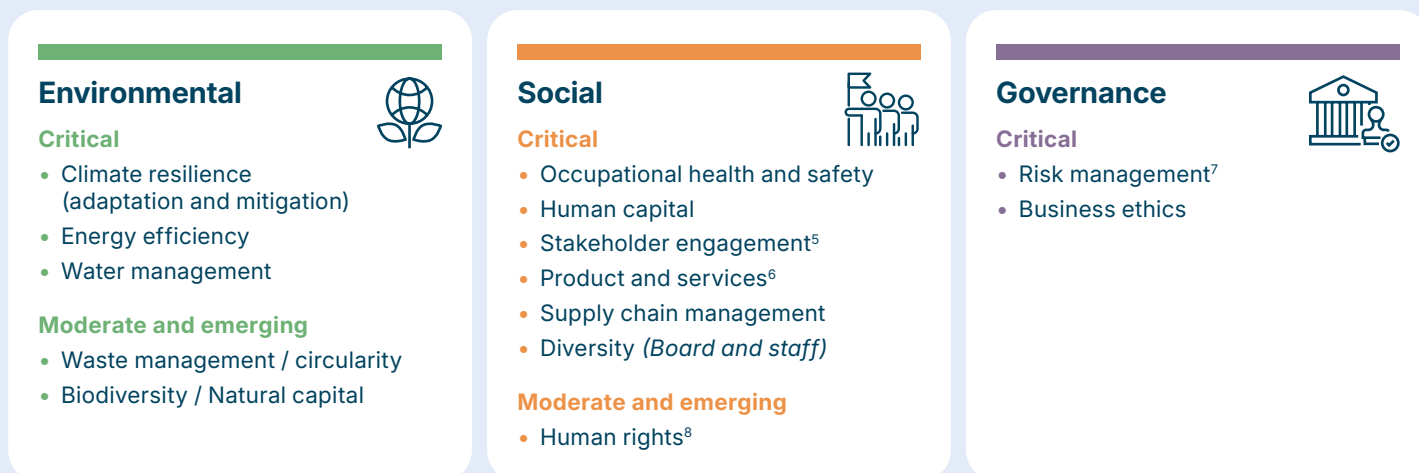 Environmental
Critical
• Climate resilience
(adaptation and mitigation)
• Energy efficiency
• Water management
Moderate and emerging
• Waste management / circularity
• Biodiversity / Natural capital
Social
Critical
• Occupational health and safety
• Human capital
• Stakeholder engagement⁵
• Product and services⁶
• Supply chain management
• Diversity (Board and staff)
Moderate and emerging
• Human rights⁸
Governance
Critical
• Risk management⁷
• Business ethics